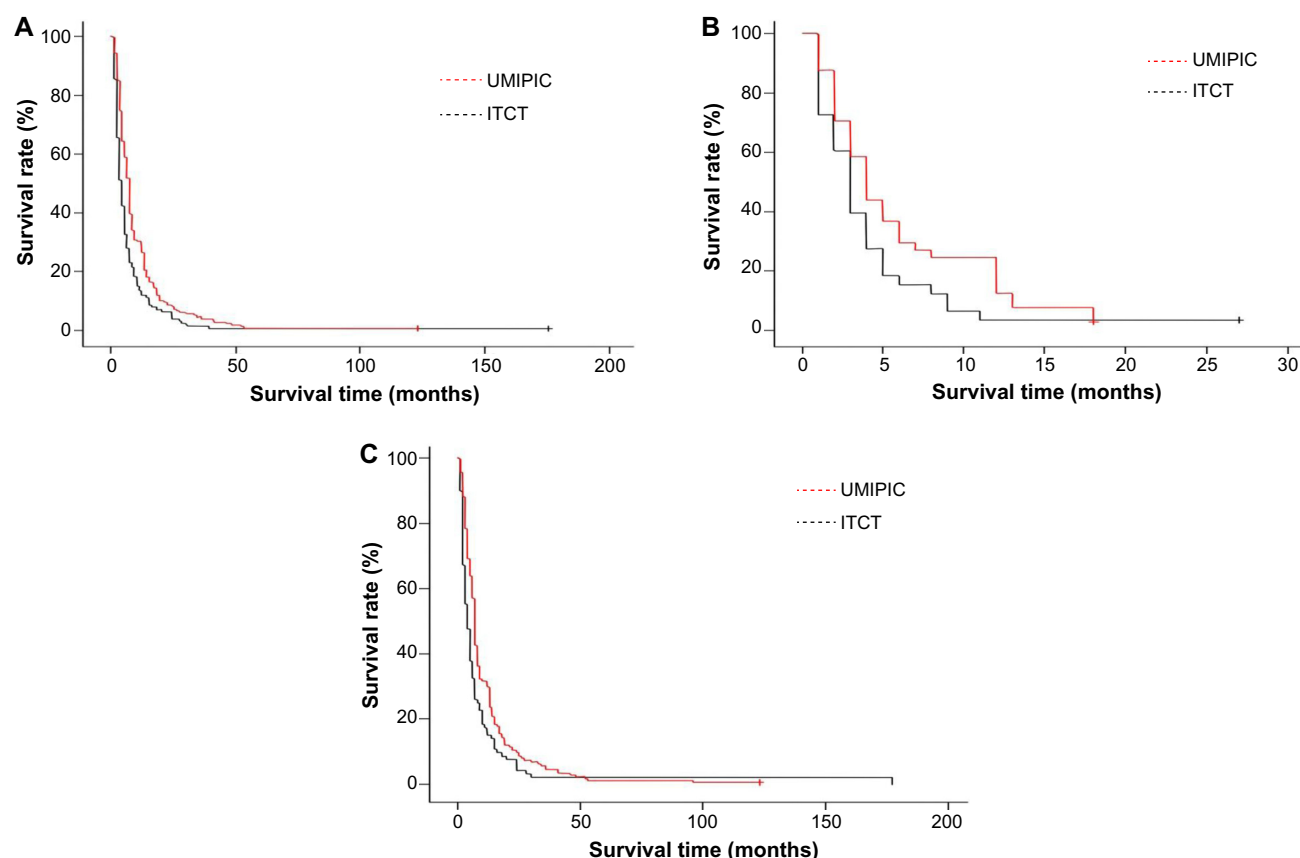 A
100
80
60
40
20
0
Survival rate (%)
UMIPIC
ITCT
0 50 100 150 200
Survival time (months)
B
100
80
60
40
20
0
Survival rate (%)
UMIPIC
ITCT
0 5 10 15 20 25 30
Survival time (months)
C
100
80
60
40
20
0
Survival rate (%)
UMIPIC
ITCT
0 50 100 150 200
Survival time (months)